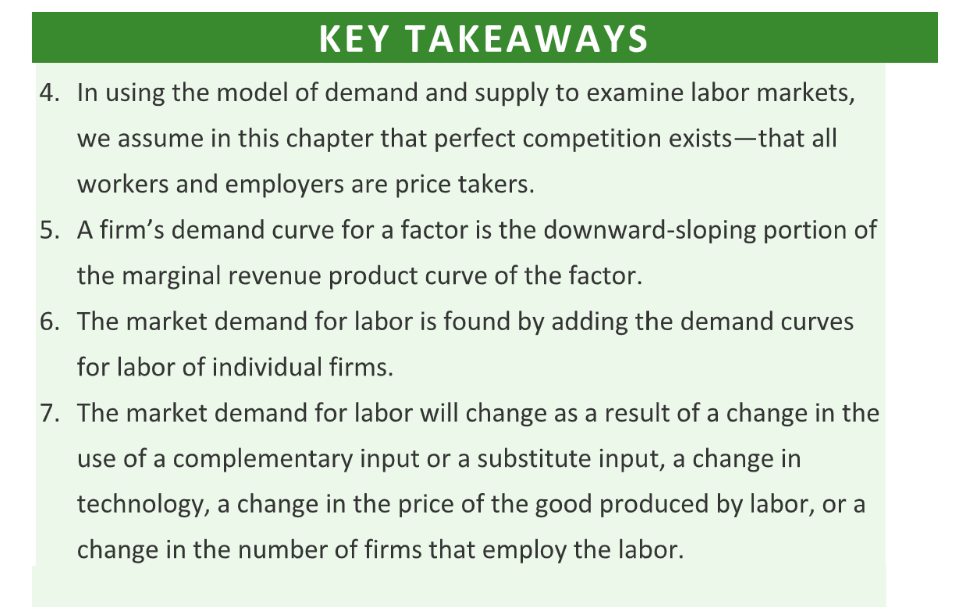 KEY TAKEAWAYS
4. In using the model of demand and supply to examine labor markets,
we assume in this chapter that perfect competition exists—that all
workers and employers are price takers.
5. A firm’s demand curve for a factor is the downward-sloping portion of
the marginal revenue product curve of the factor.
6. The market demand for labor is found by adding the demand curves
for labor of individual firms.
7. The market demand for labor will change as a result of a change in the
use of a complementary input or a substitute input, a change in
technology, a change in the price of the good produced by labor, or a
change in the number of firms that employ the labor.